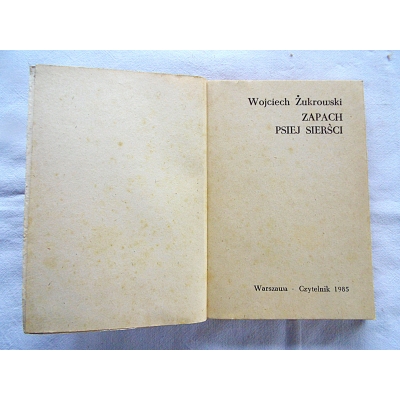 Wojciech Żukrowski
ZAPACH
PSIEJ SIERŚCI
Warszawa · Czytelnik 1985